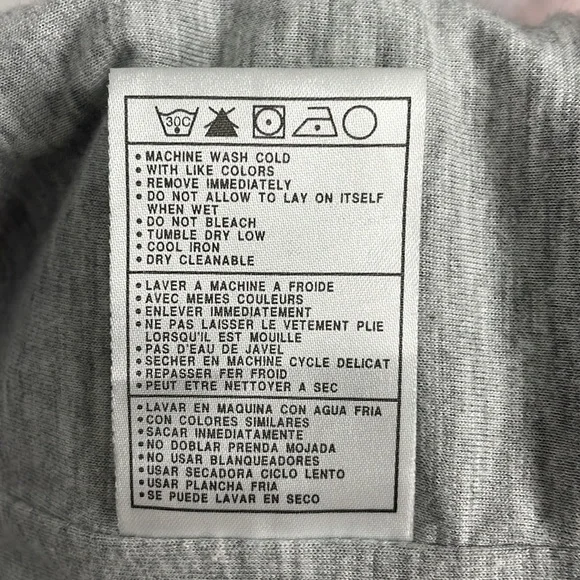 30C
• MACHINE WASH COLD
• WITH LIKE COLORS
• REMOVE IMMEDIATELY
• DO NOT ALLOW TO LAY ON ITSELF
WHEN WET
• DO NOT BLEACH
• TUMBLE DRY LOW
• COOL IRON
• DRY CLEANABLE
• LAVER A MACHINE A FROIDE
• AVEC MEMES COULEURS
• ENLEVER IMMEDIATEMENT
• NE PAS LAISSER LE VETEMENT PLIE
LORSQU'IL EST MOUILLE
• PAS D'EAU DE JAVEL
• SECHER EN MACHINE CYCLE DELICAT
• REPASSER FER FROID
• PEUT ETRE NETTOYER A SEC
• LAVAR EN MAQUINA CON AGUA FRIA
• CON COLORES SIMILARES
• SACAR INMEDIATAMENTE
• NO DOBLAR PRENDA MOJADA
• NO USAR BLANQUEADORES
• USAR SECADORA CICLO LENTO
• USAR PLANCHA FRIA
• SE PUEDE LAVAR EN SECO